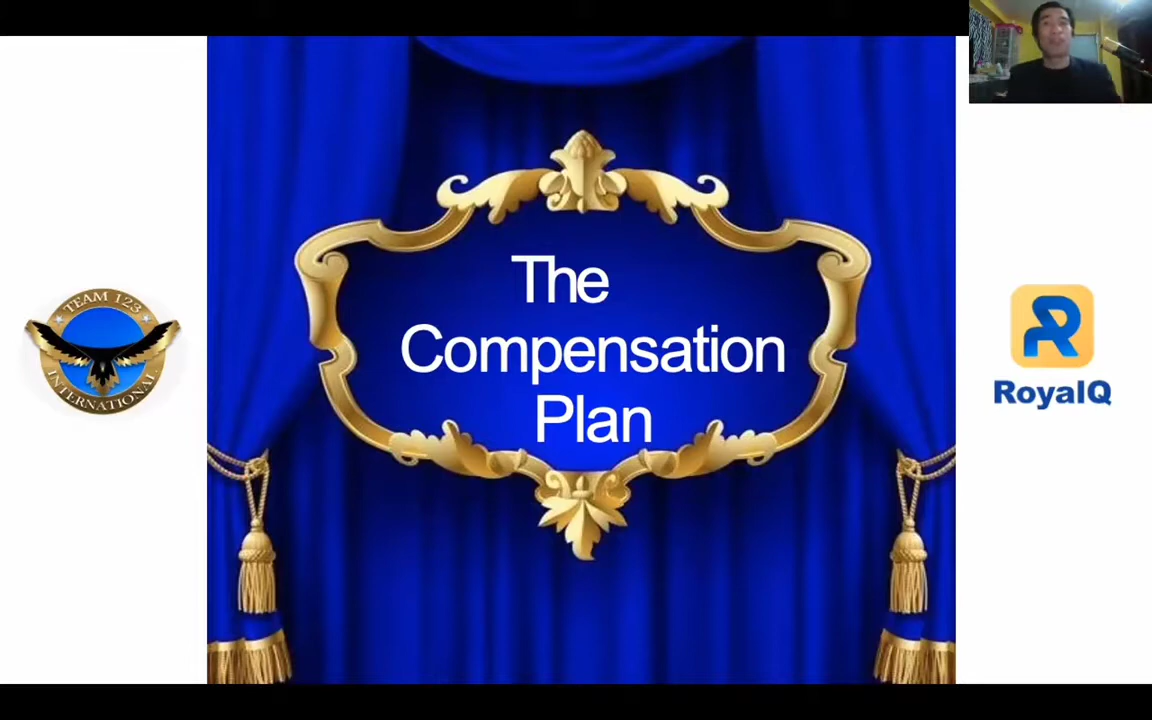 The
Compensation
Plan
TEAM 123
INTERNATIONAL
RoyalQ